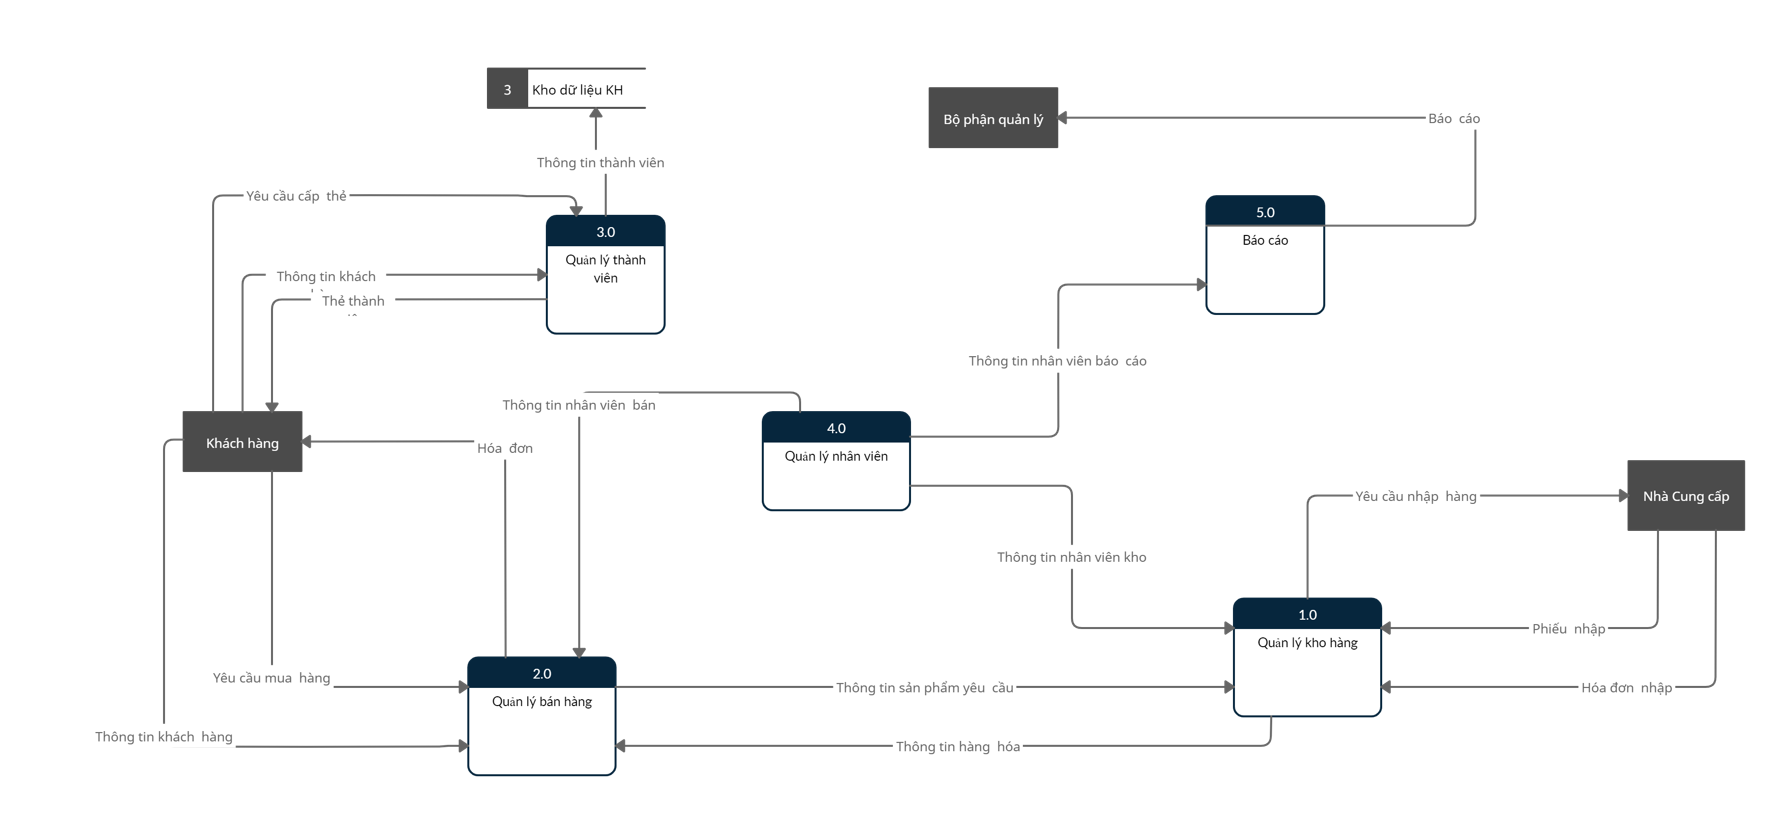 3
Kho dữ liệu KH
Bộ phận quản lý
Báo cáo
Thông tin thành viên
Yêu cầu cấp thẻ
5.0
Báo cáo
3.0
Quản lý thành
viên
Thông tin khách
Thẻ thành
Thông tin nhân viên báo cáo
Thông tin nhân viên bán
4.0
Quản lý nhân viên
Khách hàng
Hóa đơn
Yêu cầu nhập hàng
Nhà Cung cấp
Thông tin nhân viên kho
1.0
Quản lý kho hàng
Phiếu nhập
Yêu cầu mua hàng
2.0
Quản lý bán hàng
Thông tin sản phẩm yêu cầu
Hóa đơn nhập
Thông tin khách hàng
Thông tin hàng hóa